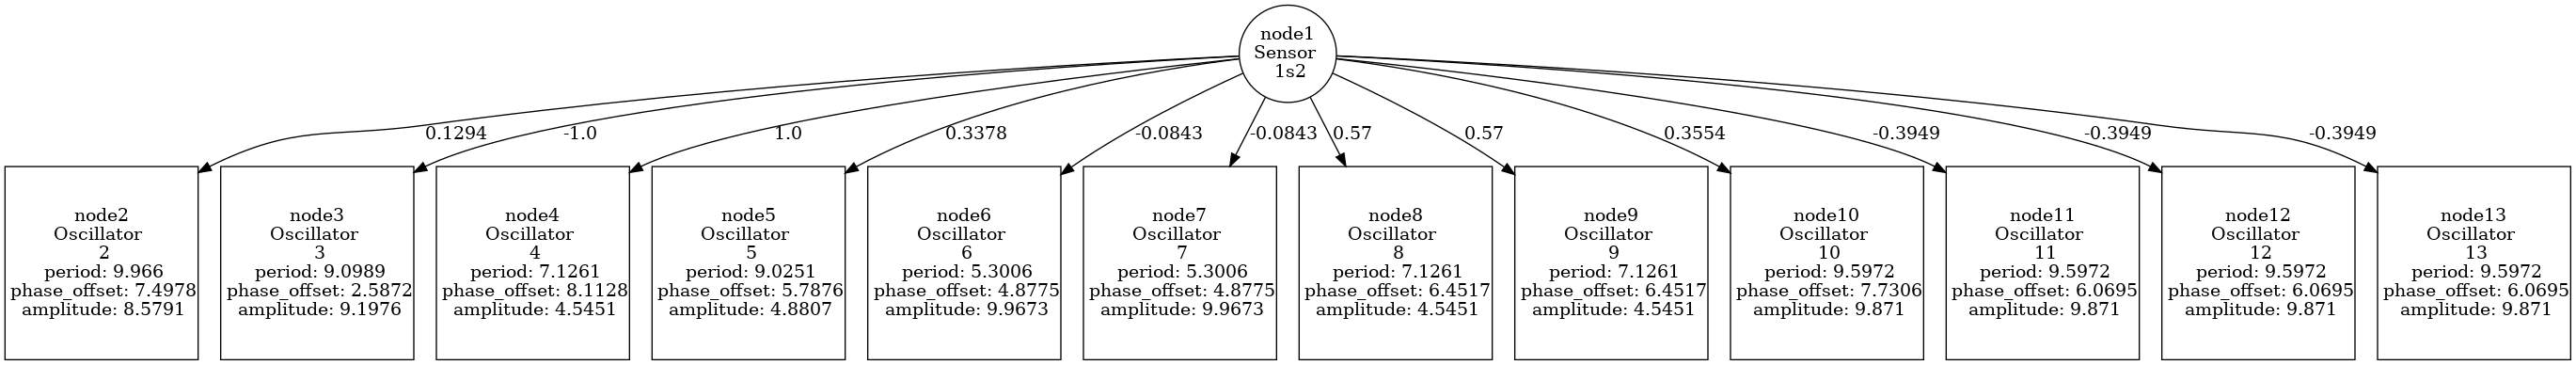 node1
Sensor
1s2
0.1294
-1.0
1.0
0.3378
-0.0843
-0.0843
0.57
0.57
0.3554
-0.3949
-0.3949
-0.3949
node2
Oscillator
2
period: 9.966
phase_offset: 7.4978
amplitude: 8.5791
node3
Oscillator
3
period: 9.0989
phase_offset: 2.5872
amplitude: 9.1976
node4
Oscillator
4
period: 7.1261
phase_offset: 8.1128
amplitude: 4.5451
node5
Oscillator
5
period: 9.0251
phase_offset: 5.7876
amplitude: 4.8807
node6
Oscillator
6
period: 5.3006
phase_offset: 4.8775
amplitude: 9.9673
node7
Oscillator
7
period: 5.3006
phase_offset: 4.8775
amplitude: 9.9673
node8
Oscillator
8
period: 7.1261
phase_offset: 6.4517
amplitude: 4.5451
node9
Oscillator
9
period: 7.1261
phase_offset: 6.4517
amplitude: 4.5451
node10
Oscillator
10
period: 9.5972
phase_offset: 7.7306
amplitude: 9.871
node11
Oscillator
11
period: 9.5972
phase_offset: 6.0695
amplitude: 9.871
node12
Oscillator
12
period: 9.5972
phase_offset: 6.0695
amplitude: 9.871
node13
Oscillator
13
period: 9.5972
phase_offset: 6.0695
amplitude: 9.871